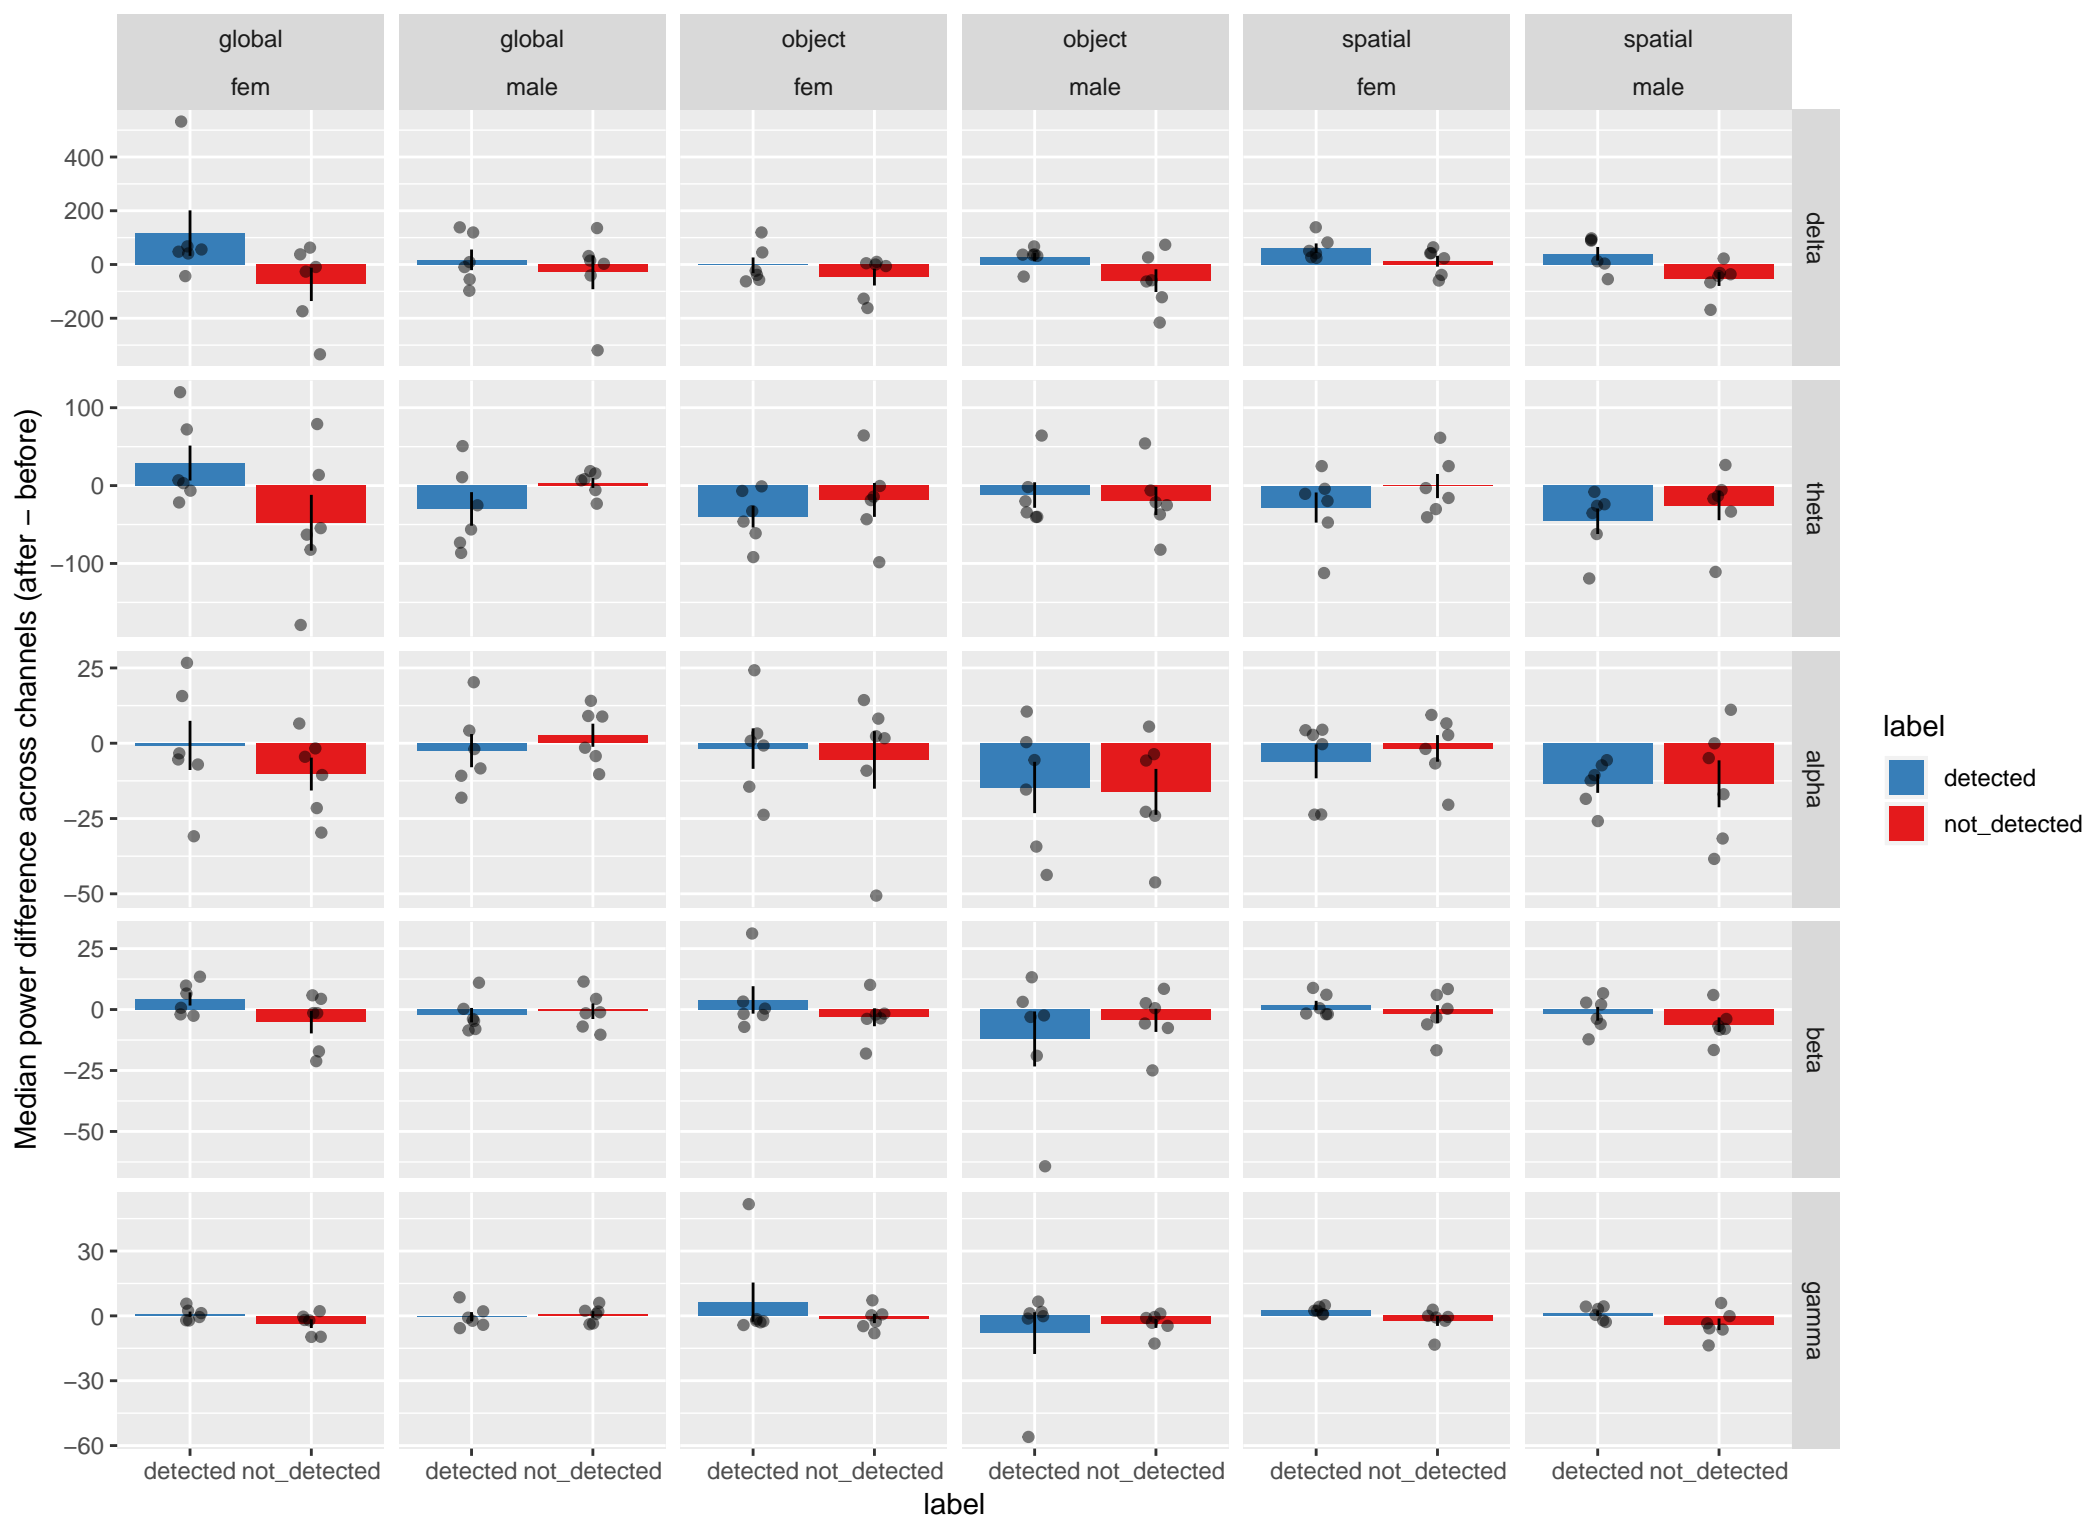 global global object object spatial spatial
fem male fem male fem male
400
200
0
−200
delta
100
0
−100
theta
25
0
−25
−50
alpha
25
0
−25
−50
beta
30
0
−30
−60
gamma
Median power difference across channels (after − before)
detected not_detected detected not_detected detected not_detected detected not_detected detected not_detected detected not_detected
label
label
detected
not_detected